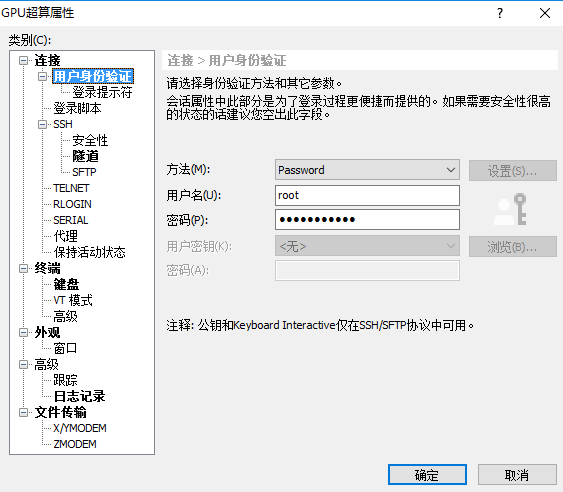 GPU超算属性
类别(C):
连接
用户身份验证
登录提示符
登录脚本
SSH
安全性
隧道
SFTP
TELNET
RLOGIN
SERIAL
代理
保持活动状态
终端
键盘
VT 模式
高级
外观
窗口
高级
跟踪
日志记录
文件传输
X/YMODEM
ZMODEM
连接 > 用户身份验证
请选择身份验证方法和其它参数。
会话属性中此部分是为了登录过程更便捷而提供的。如果需要安全性很高
的状态的话建议您空出此字段。
方法(M): Password 设置(S)...
用户名(U): root
密码(P): ●●●●●●●●●●●
用户密钥(K): <无> 浏览(B)...
密码(A):
注释: 公钥和Keyboard Interactive仅在SSH/SFTP协议中可用。
确定 取消